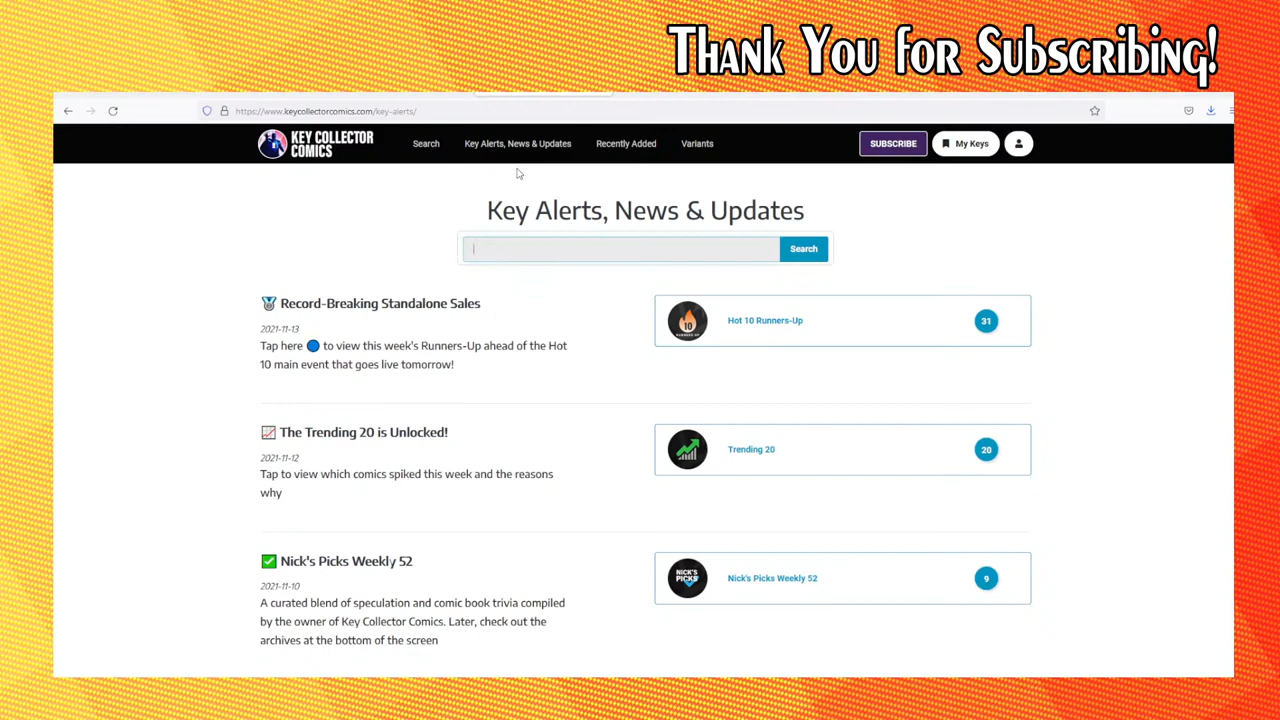 Thank You for Subscribing!
https://www.keycollectorcomics.com/key-alerts/
KEY COLLECTOR
COMICS
Search
Key Alerts, News & Updates
Recently Added
Variants
SUBSCRIBE
My Keys
Key Alerts, News & Updates
Search
Record-Breaking Standalone Sales
2021-11-13
Tap here 🔵 to view this week's Runners-Up ahead of the Hot
10 main event that goes live tomorrow!
10
RUNNERS UP
Hot 10 Runners-Up
31
The Trending 20 is Unlocked!
2021-11-12
Tap to view which comics spiked this week and the reasons
why
Trending 20
20
Nick's Picks Weekly 52
2021-11-10
A curated blend of speculation and comic book trivia compiled
by the owner of Key Collector Comics. Later, check out the
archives at the bottom of the screen
NICK'S
PICKS
Nick's Picks Weekly 52
9